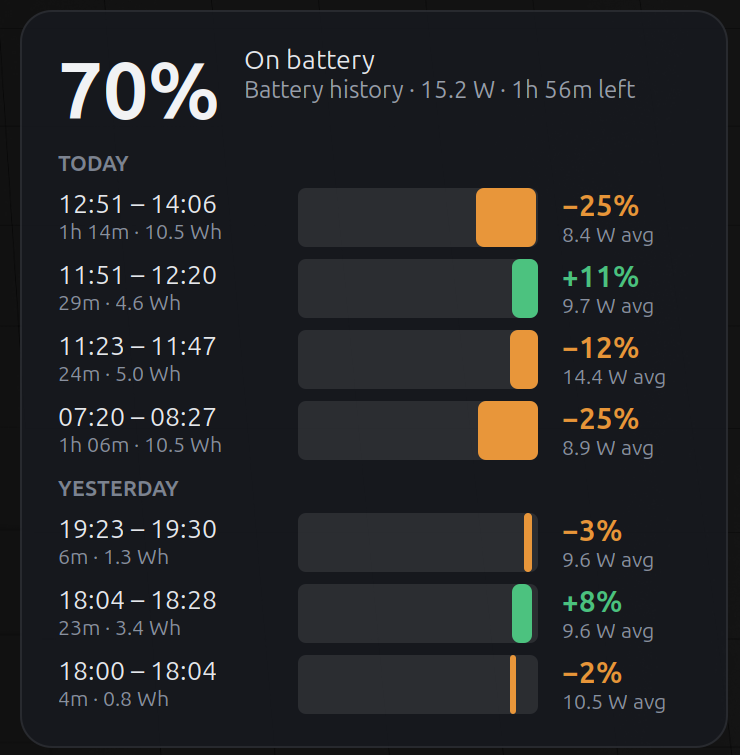 70%
On battery
Battery history · 15.2 W · 1h 56m left
TODAY
12:51 – 14:06
1h 14m · 10.5 Wh
−25%
8.4 W avg
11:51 – 12:20
29m · 4.6 Wh
+11%
9.7 W avg
11:23 – 11:47
24m · 5.0 Wh
−12%
14.4 W avg
07:20 – 08:27
1h 06m · 10.5 Wh
−25%
8.9 W avg
YESTERDAY
19:23 – 19:30
6m · 1.3 Wh
−3%
9.6 W avg
18:04 – 18:28
23m · 3.4 Wh
+8%
9.6 W avg
18:00 – 18:04
4m · 0.8 Wh
−2%
10.5 W avg